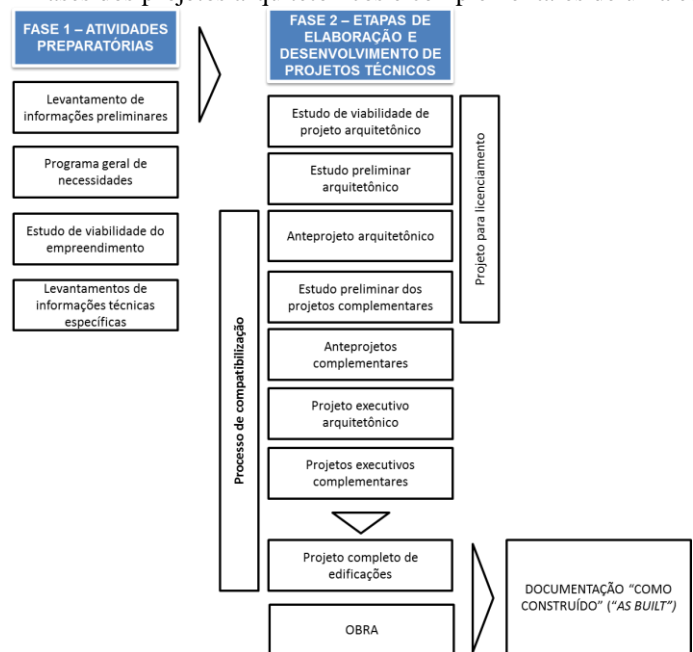 FASE 1 – ATIVIDADES
PREPARATÓRIAS
Levantamento de
informações preliminares
Programa geral de
necessidades
Estudo de viabilidade do
empreendimento
Levantamentos de
informações técnicas
específicas
FASE 2 – ETAPAS DE
ELABORAÇÃO E
DESENVOLVIMENTO DE
PROJETOS TÉCNICOS
Estudo de viabilidade de
projeto arquitetônico
Estudo preliminar
arquitetônico
Anteprojeto arquitetônico
Estudo preliminar dos
projetos complementares
Anteprojetos
complementares
Projeto executivo
arquitetônico
Projetos executivos
complementares
Projeto completo de
edificações
OBRA
Processo de compatibilização
Projeto para licenciamento
DOCUMENTAÇÃO “COMO
CONSTRUÍDO” (“AS BUILT”)